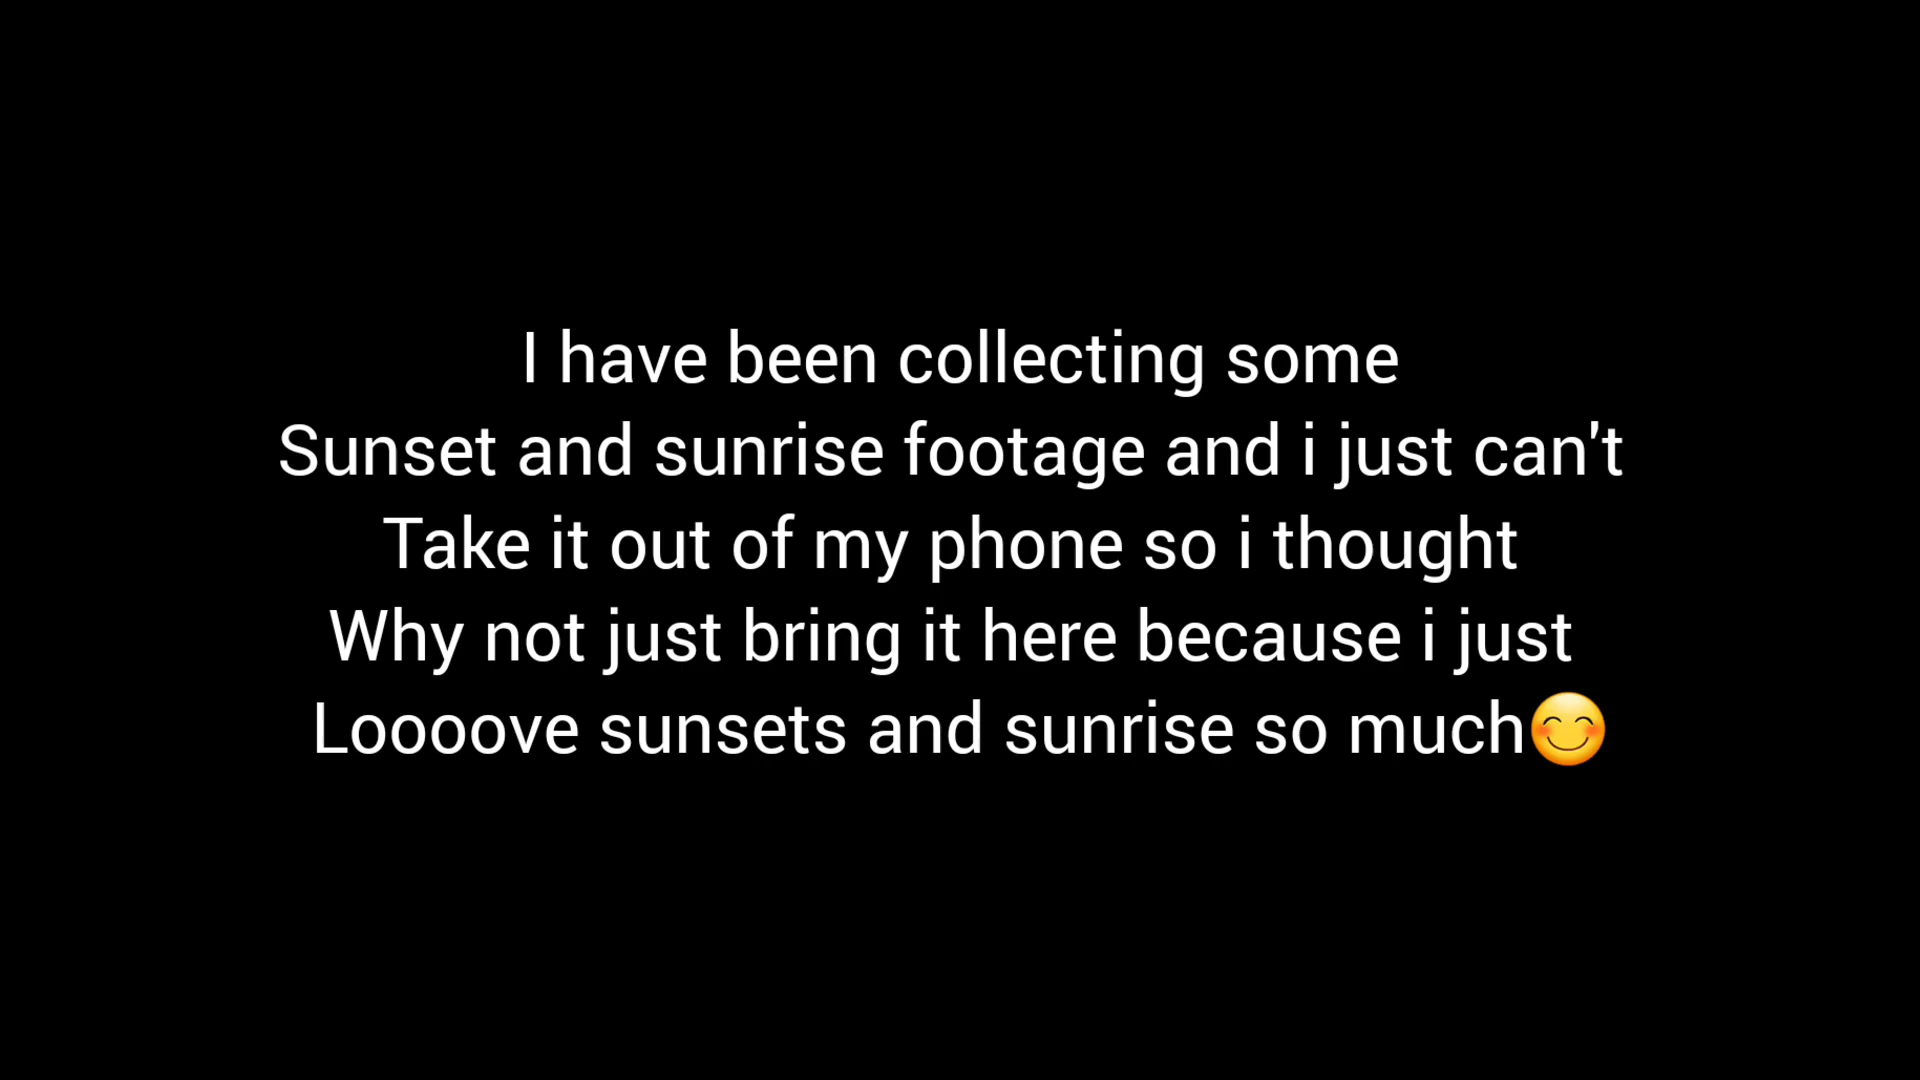 I have been collecting some
Sunset and sunrise footage and i just can't
Take it out of my phone so i thought
Why not just bring it here because i just
Loooove sunsets and sunrise so much😊